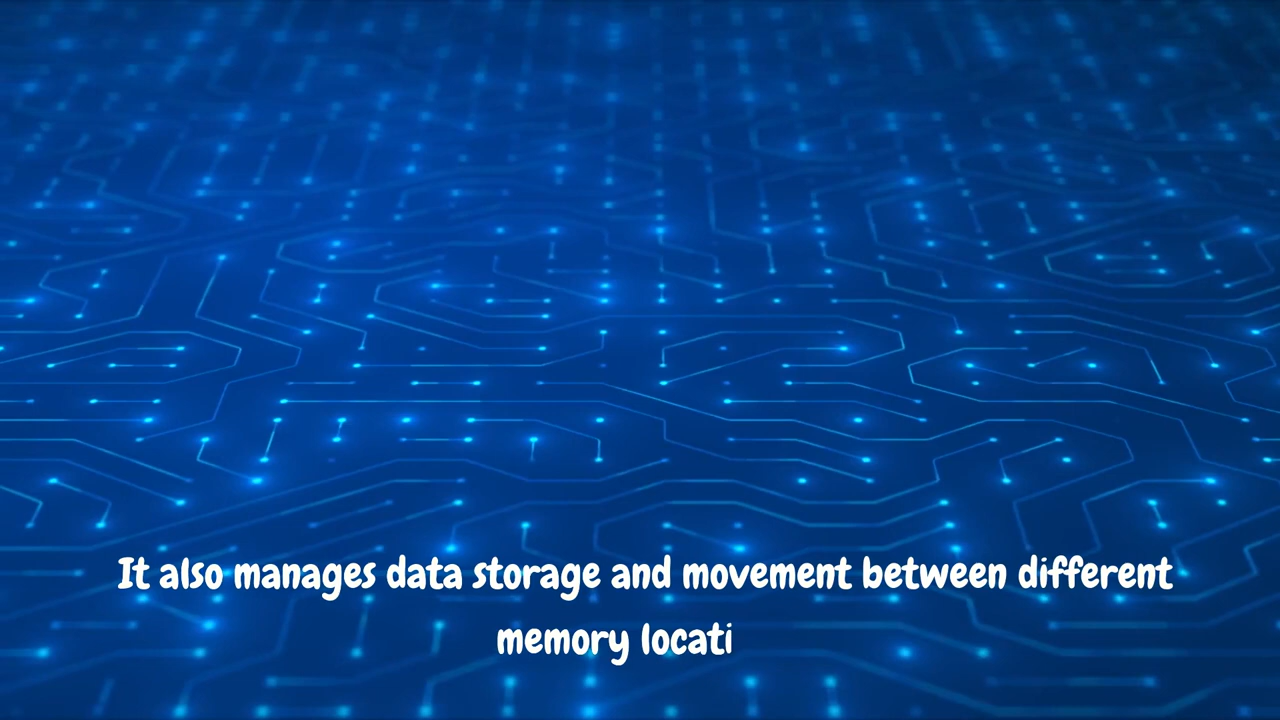 It also manages data storage and movement between different
memory locati